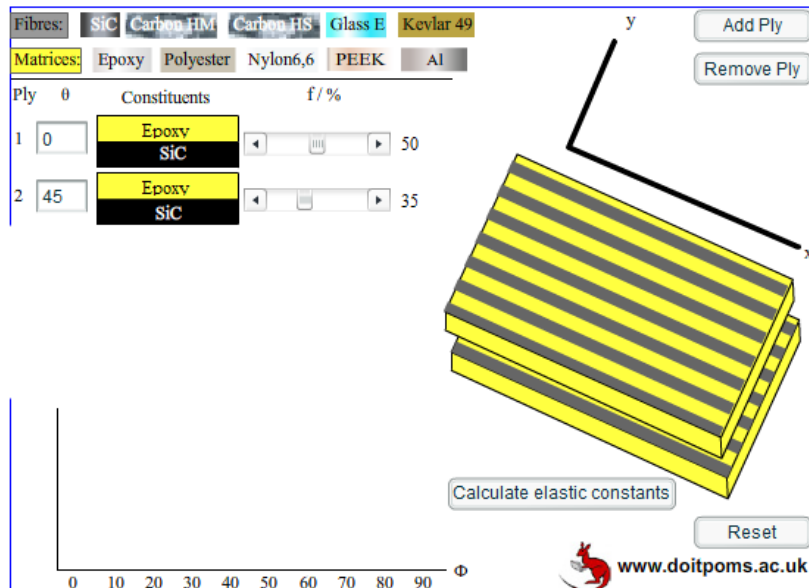 Fibres: SiC Carbon HM Carbon HS Glass E Kevlar 49
Matrices: Epoxy Polyester Nylon6,6 PEEK Al
Add Ply
Remove Ply
Ply θ Constituents f / %
1 0 Epoxy SiC 50
2 45 Epoxy SiC 35
y
x
Calculate elastic constants
Reset
0 10 20 30 40 50 60 70 80 90 Φ
www.doitpoms.ac.uk